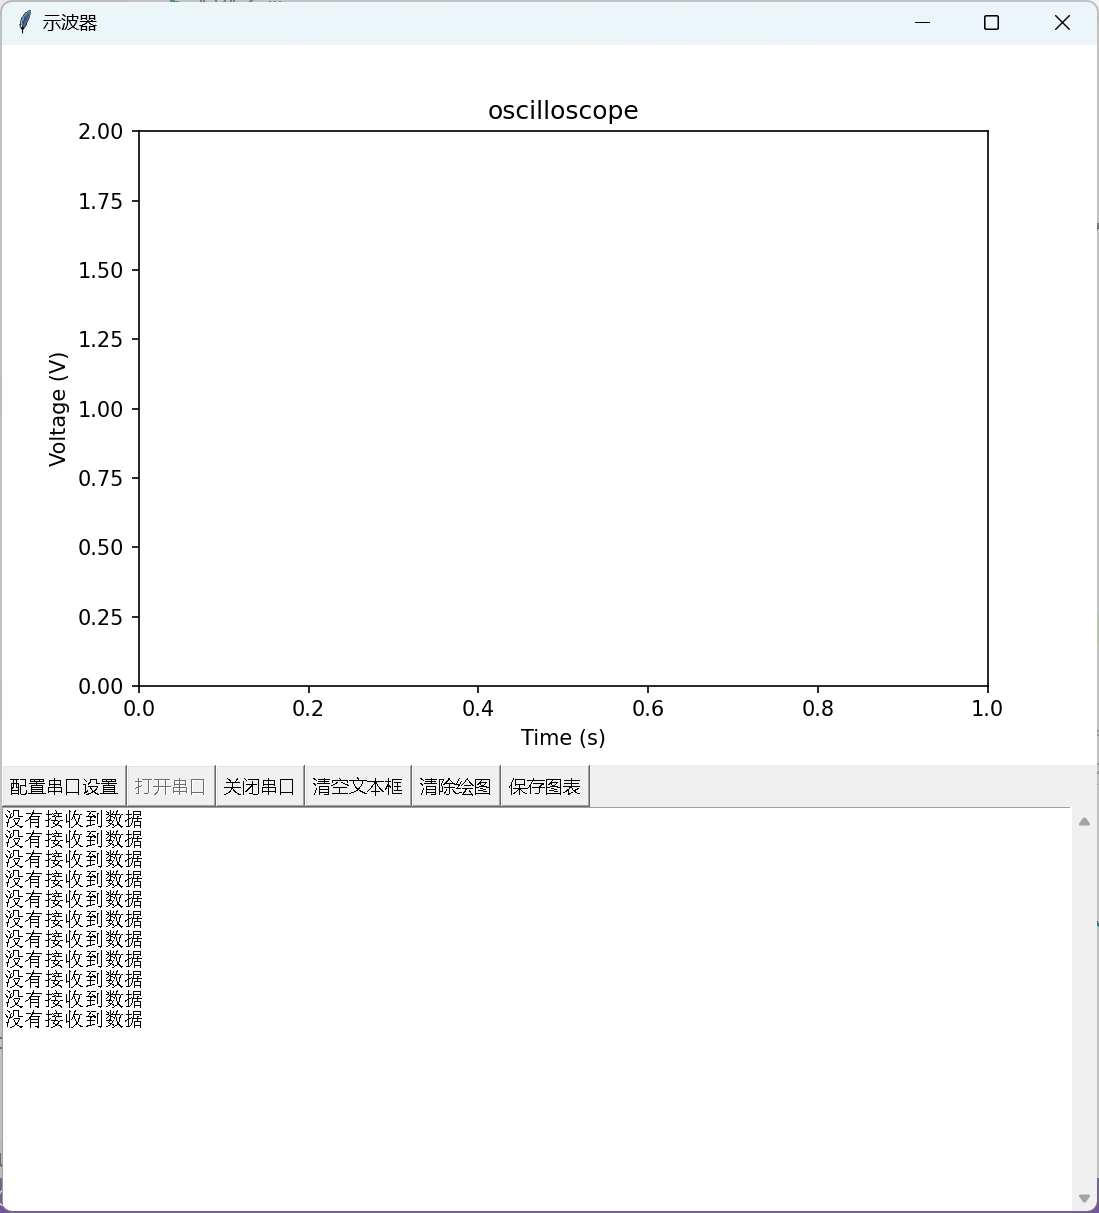 示波器
oscilloscope
2.00
1.75
1.50
1.25
1.00
0.75
0.50
0.25
0.00
Voltage (V)
0.0 0.2 0.4 0.6 0.8 1.0
Time (s)
配置串口设置 打开串口 关闭串口 清空文本框 清除绘图 保存图表
没有接收到数据
没有接收到数据
没有接收到数据
没有接收到数据
没有接收到数据
没有接收到数据
没有接收到数据
没有接收到数据
没有接收到数据
没有接收到数据
没有接收到数据